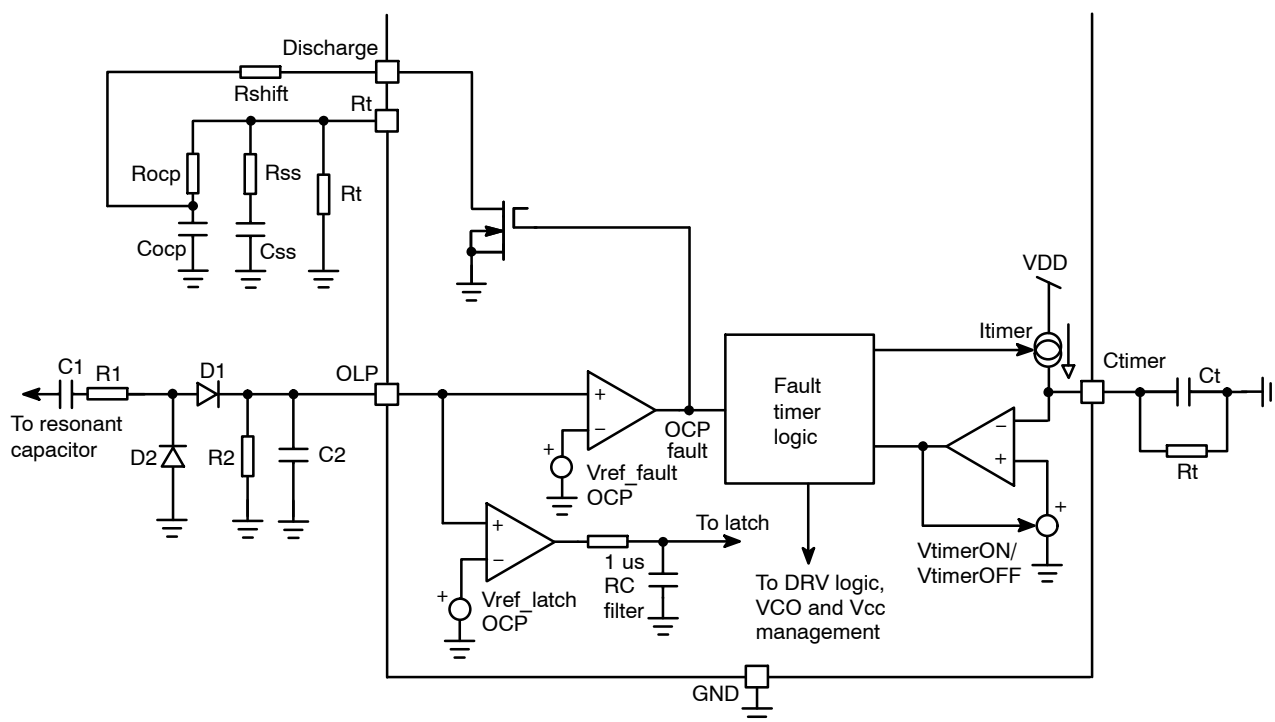 Discharge
Rshift
Rt
Rocp
Rss
Rt
Cocp
Css
VDD
Itimer
Ctimer
C1
R1
D1
OLP
To resonant
capacitor
D2
R2
C2
+
−
OCP
fault
+
Vref_fault
OCP
Fault
timer
logic
−
+
Ct
Rt
+
VtimerON/
VtimerOFF
+
−
To latch
1 us
RC
filter
+
Vref_latch
OCP
To DRV logic,
VCO and Vcc
management
GND